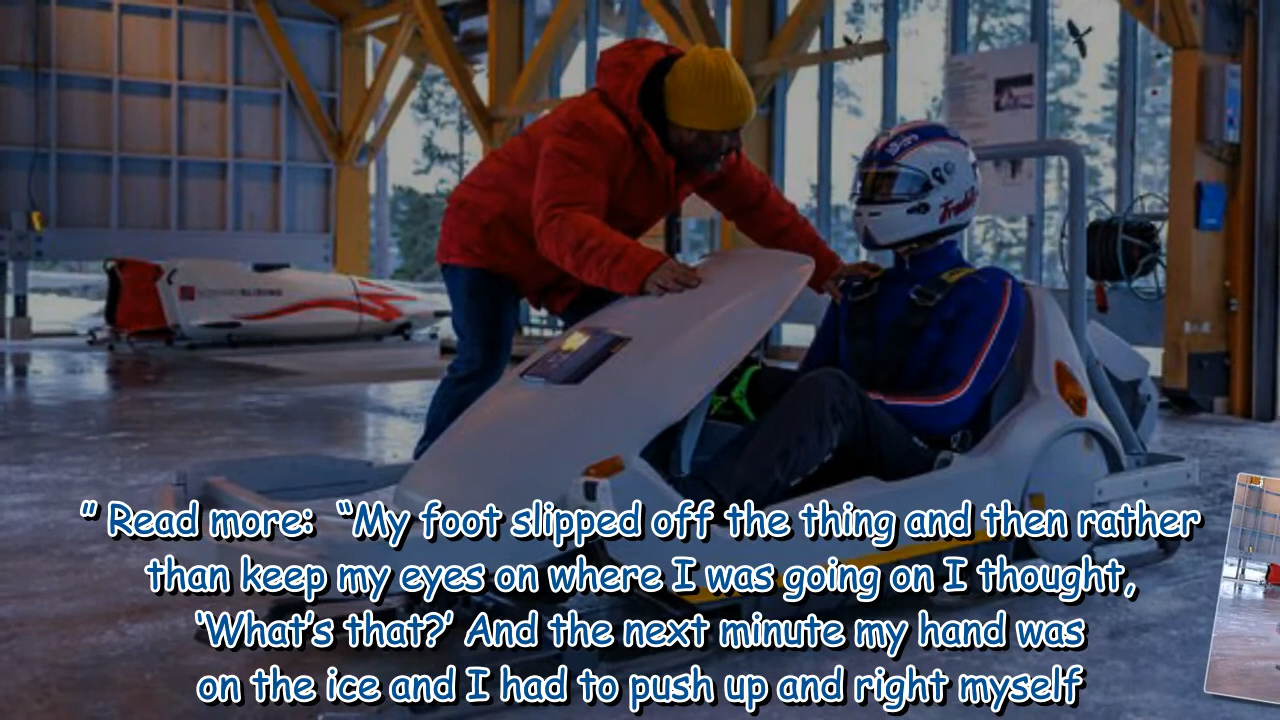 ” Read more: “My foot slipped off the thing and then rather
than keep my eyes on where I was going on I thought,
‘What’s that?’ And the next minute my hand was
on the ice and I had to push up and right myself